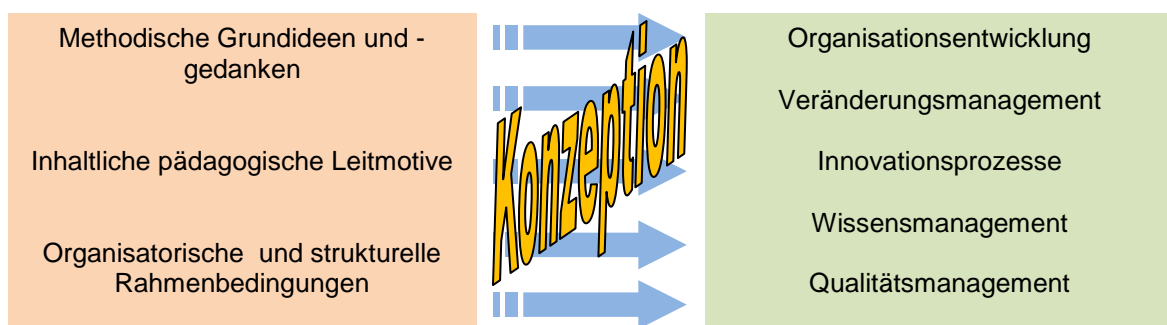 Methodische Grundideen und -
gedanken
Inhaltliche pädagogische Leitmotive
Organisatorische  und strukturelle
Rahmenbedingungen
Konzeption
Organisationsentwicklung
Veränderungsmanagement
Innovationsprozesse
Wissensmanagement
Qualitätsmanagement